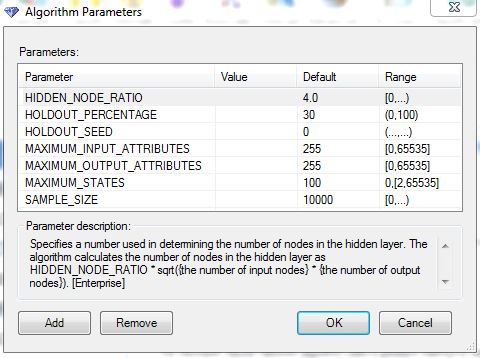 Algorithm Parameters
Parameters:
Parameter Value Default Range
HIDDEN_NODE_RATIO 4.0 [0,...)
HOLDOUT_PERCENTAGE 30 (0,100)
HOLDOUT_SEED 0 (...,...)
MAXIMUM_INPUT_ATTRIBUTES 255 [0,65535]
MAXIMUM_OUTPUT_ATTRIBUTES 255 [0,65535]
MAXIMUM_STATES 100 0,[2,65535]
SAMPLE_SIZE 10000 [0,...)
Parameter description:
Specifies a number used in determining the number of nodes in the hidden layer. The
algorithm calculates the number of nodes in the hidden layer as
HIDDEN_NODE_RATIO * sqrt({the number of input nodes} * {the number of output
nodes}). [Enterprise]
Add Remove OK Cancel